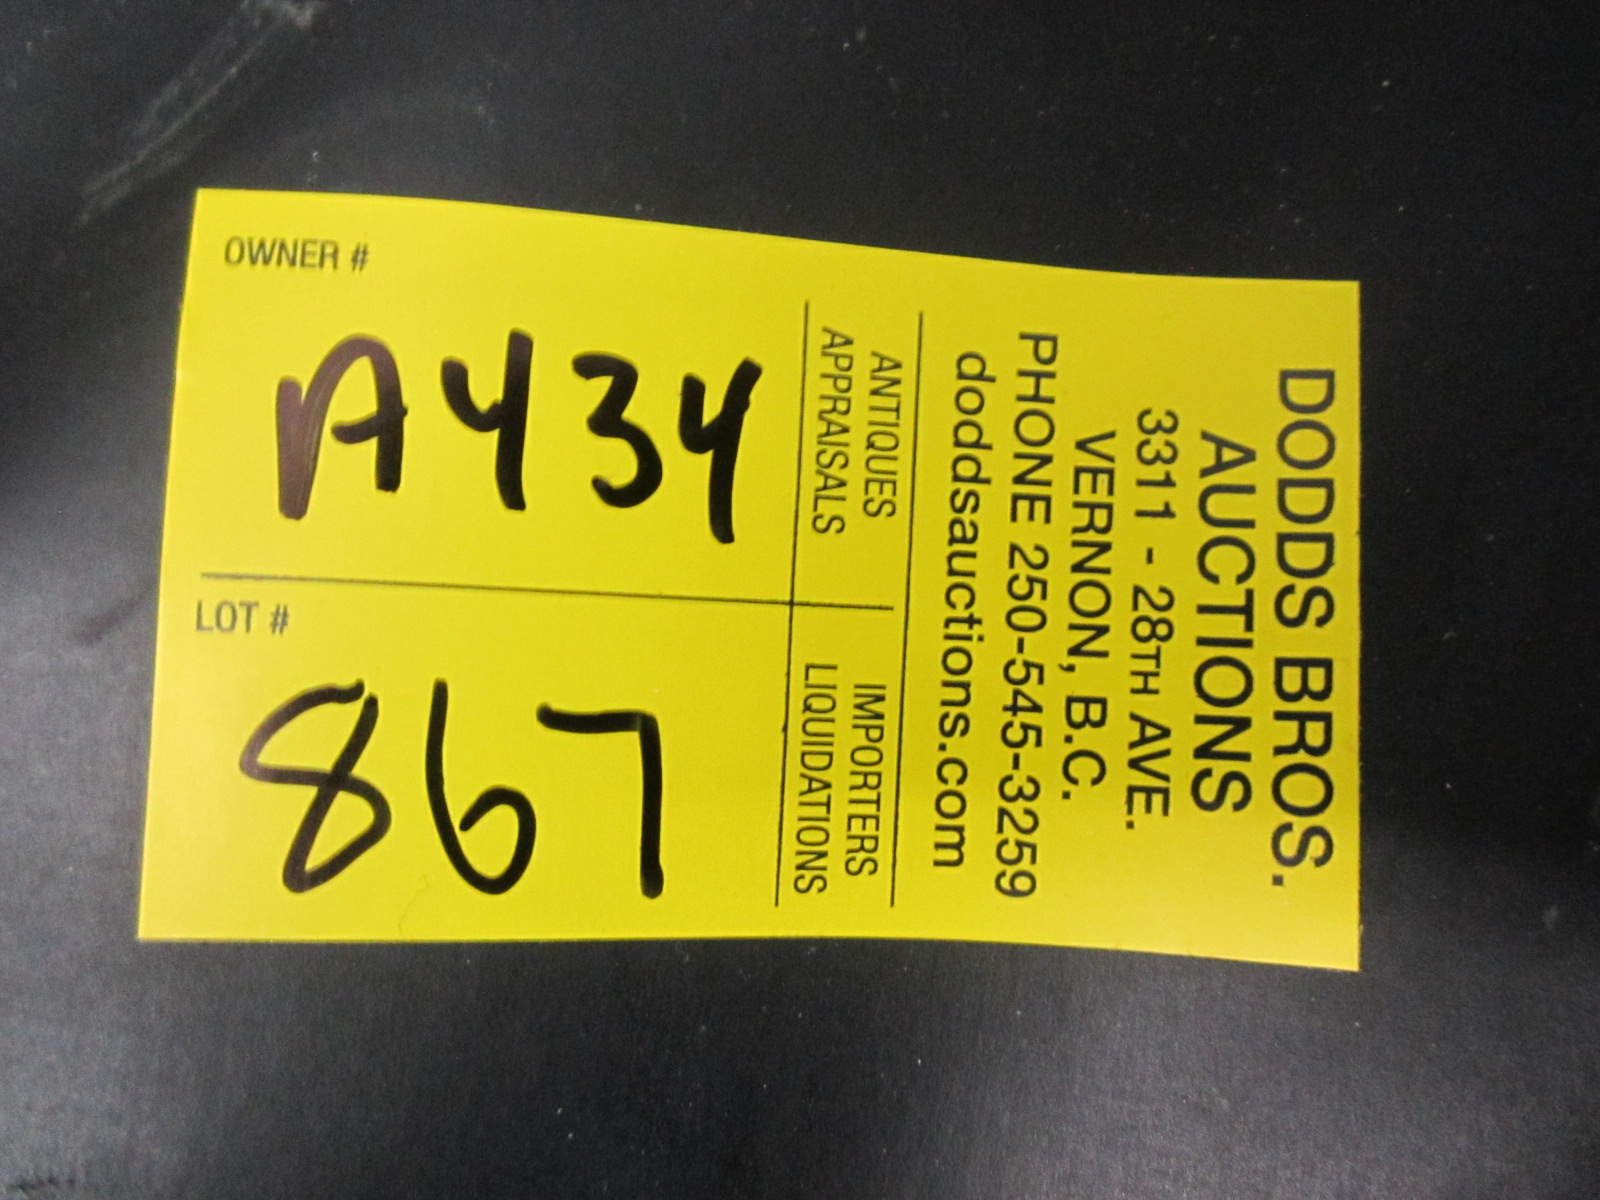 DODDS BROS.
AUCTIONS
3311 - 28TH AVE.
VERNON, B.C.
PHONE 250-545-3259
doddsauctions.com
ANTIQUES
APPRAISALS
IMPORTERS
LIQUIDATIONS
OWNER #
A434
LOT #
867